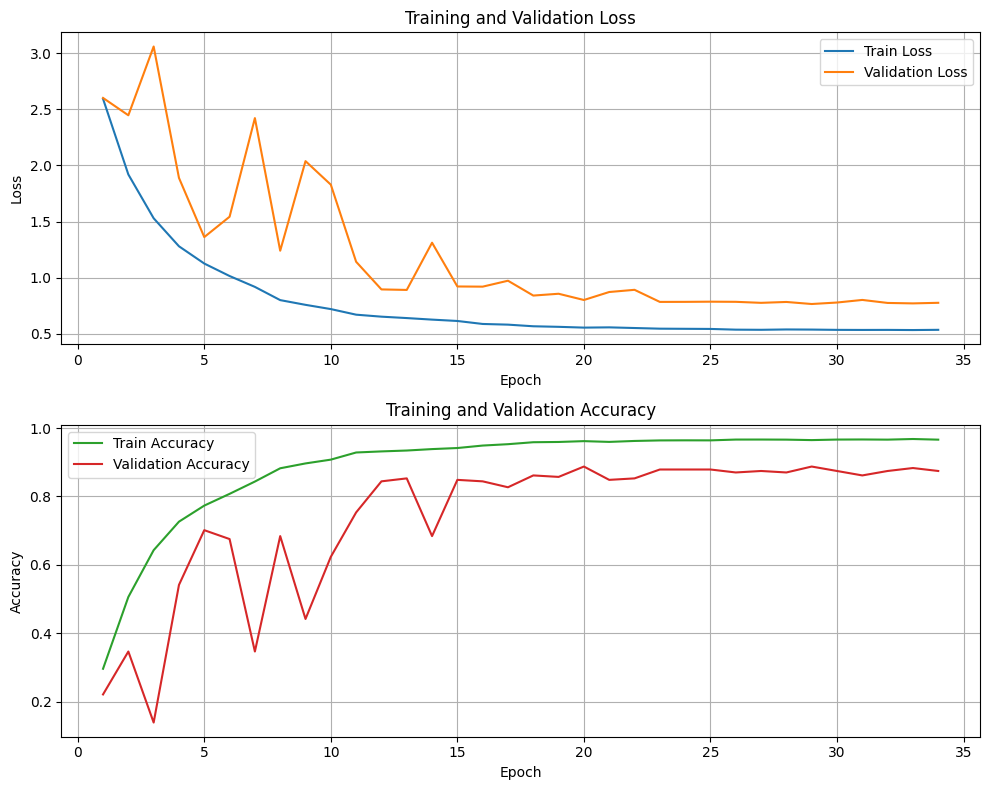 Training and Validation Loss
Train Loss
Validation Loss
Loss
3.0
2.5
2.0
1.5
1.0
0.5
0 5 10 15 20 25 30 35
Epoch
Training and Validation Accuracy
Train Accuracy
Validation Accuracy
Accuracy
1.0
0.8
0.6
0.4
0.2
0 5 10 15 20 25 30 35
Epoch